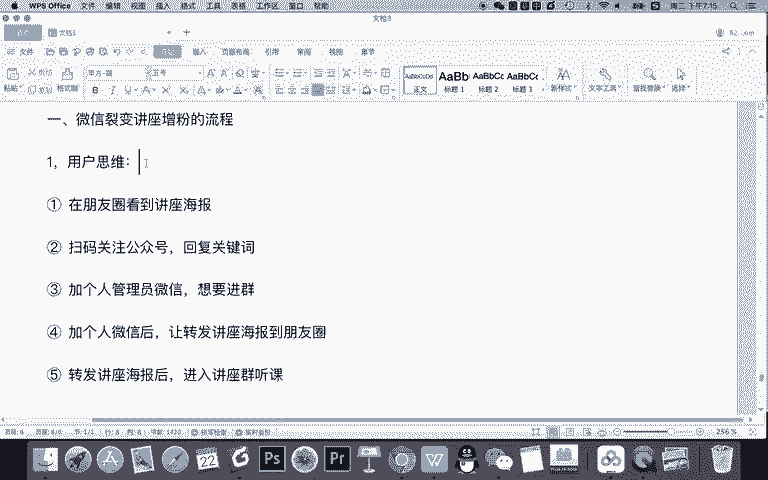 WPS Office 文件 编辑 视图 插入 格式 工具 表格 工作区 窗口 帮助
文档3
文档3
文件 插入 页面布局 引用 审阅 视图 章节
粘贴 格式刷 AaBbCcDd AaBb AaBbCc AaBbCc
正文 标题 1 标题 2 标题 3 新样式 文字工具 查找替换 选择
一、微信裂变讲座增粉的流程
1，用户思维：
① 在朋友圈看到讲座海报
② 扫码关注公众号，回复关键词
③ 加个人管理员微信，想要进群
④ 加个人微信后，让转发讲座海报到朋友圈
⑤ 转发讲座海报后，进入讲座群听课
256 %
22 Ps Pr